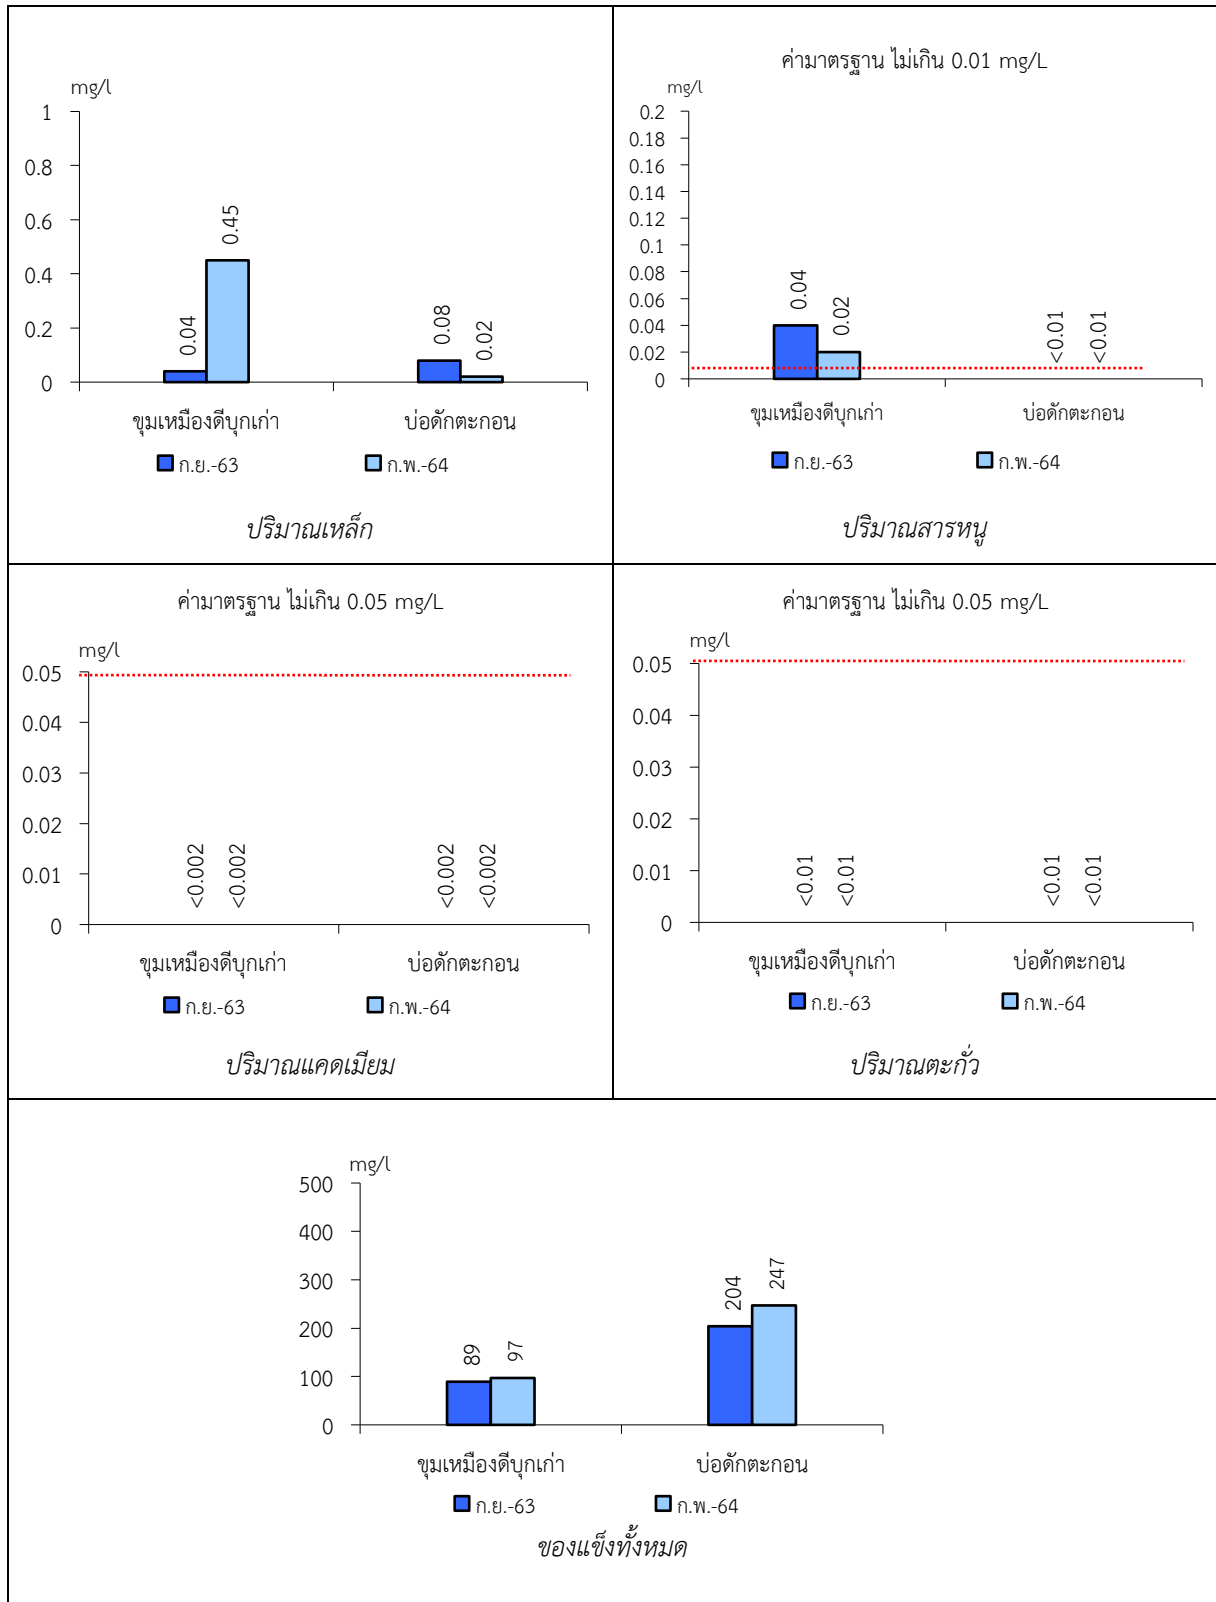 mg/l
1
0.8
0.6
0.4
0.2
0
0.04
0.45
0.08
0.02
ขุมเหมืองดีบุกเก่า บ่อดักตะกอน
ก.ย.-63 ก.พ.-64
ปริมาณเหล็ก
ค่ามาตรฐาน ไม่เกิน 0.01 mg/L
mg/l
0.2
0.18
0.16
0.14
0.12
0.1
0.08
0.06
0.04
0.02
0
0.04
0.02
<0.01
<0.01
ขุมเหมืองดีบุกเก่า บ่อดักตะกอน
ก.ย.-63 ก.พ.-64
ปริมาณสารหนู
ค่ามาตรฐาน ไม่เกิน 0.05 mg/L
mg/l
0.05
0.04
0.03
0.02
0.01
0
<0.002
<0.002
<0.002
<0.002
ขุมเหมืองดีบุกเก่า บ่อดักตะกอน
ก.ย.-63 ก.พ.-64
ปริมาณแคดเมียม
ค่ามาตรฐาน ไม่เกิน 0.05 mg/L
mg/l
0.05
0.04
0.03
0.02
0.01
0
<0.01
<0.01
<0.01
<0.01
ขุมเหมืองดีบุกเก่า บ่อดักตะกอน
ก.ย.-63 ก.พ.-64
ปริมาณตะกั่ว
mg/l
500
400
300
200
100
0
89
97
204
247
ขุมเหมืองดีบุกเก่า บ่อดักตะกอน
ก.ย.-63 ก.พ.-64
ของแข็งทั้งหมด